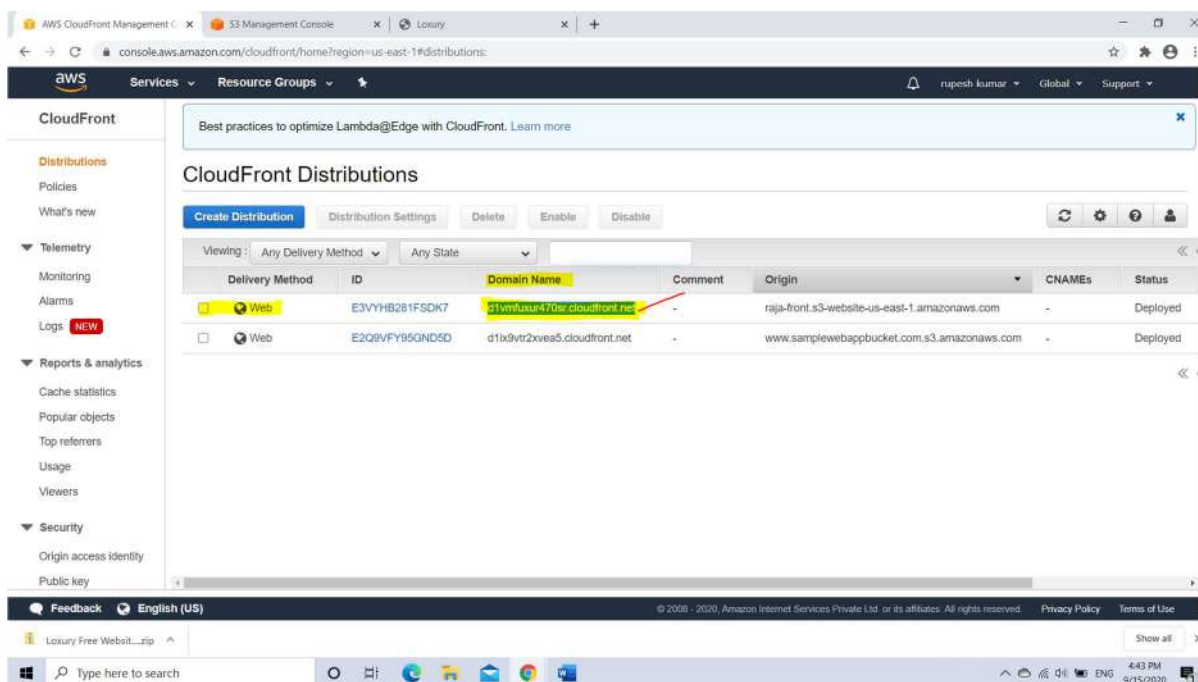 AWS CloudFront Management C
S3 Management Console
Loxury
console.aws.amazon.com/cloudfront/home?region=us-east-1#distributions:
aws
Services
Resource Groups
rupesh kumar
Global
Support
CloudFront
Distributions
Policies
What's new
Telemetry
Monitoring
Alarms
Logs NEW
Reports & analytics
Cache statistics
Popular objects
Top referrers
Usage
Viewers
Security
Origin access identity
Public key
Best practices to optimize Lambda@Edge with CloudFront. Learn more
CloudFront Distributions
Create Distribution Distribution Settings Delete Enable Disable
Viewing : Any Delivery Method Any State
Delivery Method ID Domain Name Comment Origin CNAMEs Status
Web E3VYHB281FSDK7 d1vmfuxur470sr.cloudfront.net - raja-front.s3-website-us-east-1.amazonaws.com - Deployed
Web E2Q9VFY95GND5D d1lx9vtr2xvea5.cloudfront.net - www.samplewebappbucket.com.s3.amazonaws.com - Deployed
Feedback English (US)
© 2008 - 2020, Amazon Internet Services Private Ltd. or its affiliates. All rights reserved. Privacy Policy Terms of Use
Loxury Free Websit....zip
Show all
Type here to search
ENG
4:43 PM
9/15/2020